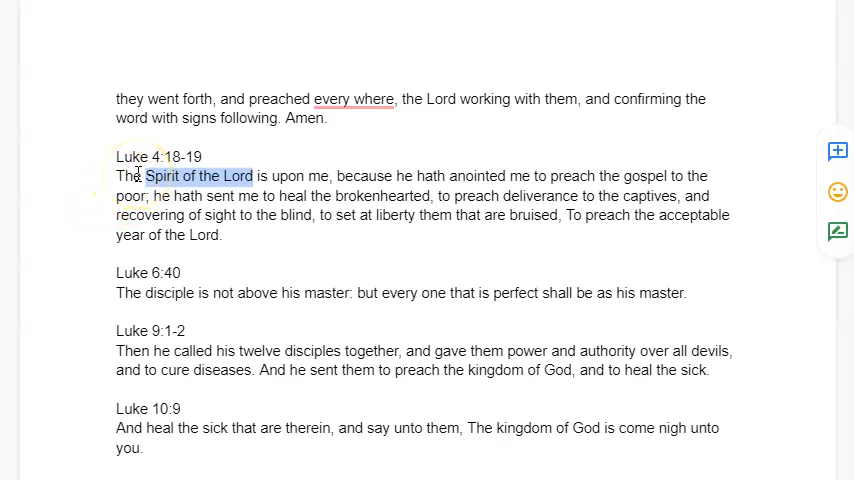 they went forth, and preached every where, the Lord working with them, and confirming the
word with signs following. Amen.
Luke 4:18-19
The Spirit of the Lord is upon me, because he hath anointed me to preach the gospel to the
poor; he hath sent me to heal the brokenhearted, to preach deliverance to the captives, and
recovering of sight to the blind, to set at liberty them that are bruised, To preach the acceptable
year of the Lord.
Luke 6:40
The disciple is not above his master: but every one that is perfect shall be as his master.
Luke 9:1-2
Then he called his twelve disciples together, and gave them power and authority over all devils,
and to cure diseases. And he sent them to preach the kingdom of God, and to heal the sick.
Luke 10:9
And heal the sick that are therein, and say unto them, The kingdom of God is come nigh unto
you.